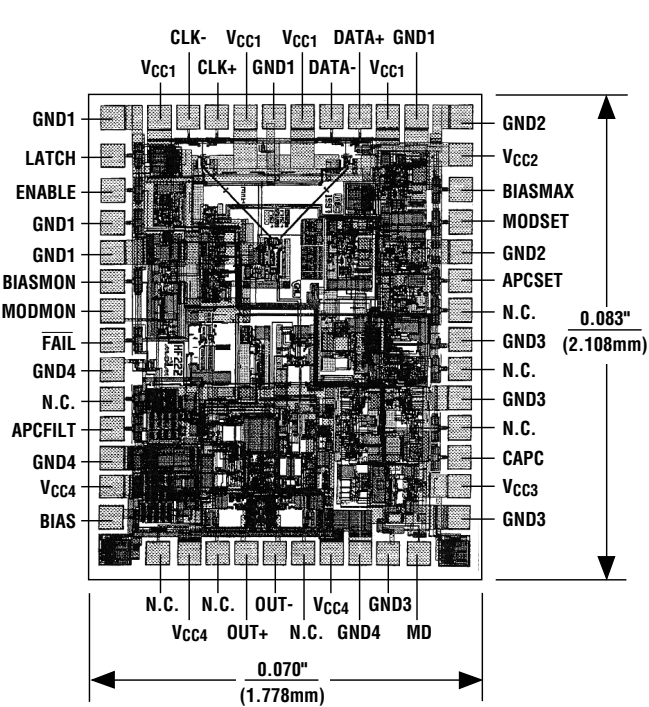 CLK- VCC1 VCC1 DATA+ GND1
VCC1 CLK+ GND1 DATA- VCC1
GND1
LATCH
ENABLE
GND1
GND1
BIASMON
MODMON
FAIL
GND4
N.C.
APCFILT
GND4
VCC4
BIAS
GND2
VCC2
BIASMAX
MODSET
GND2
APCSET
N.C.
GND3
N.C.
GND3
N.C.
CAPC
VCC3
GND3
0.083"
(2.108mm)
N.C. N.C. OUT- VCC4 GND3
VCC4 OUT+ N.C. GND4 MD
0.070"
(1.778mm)